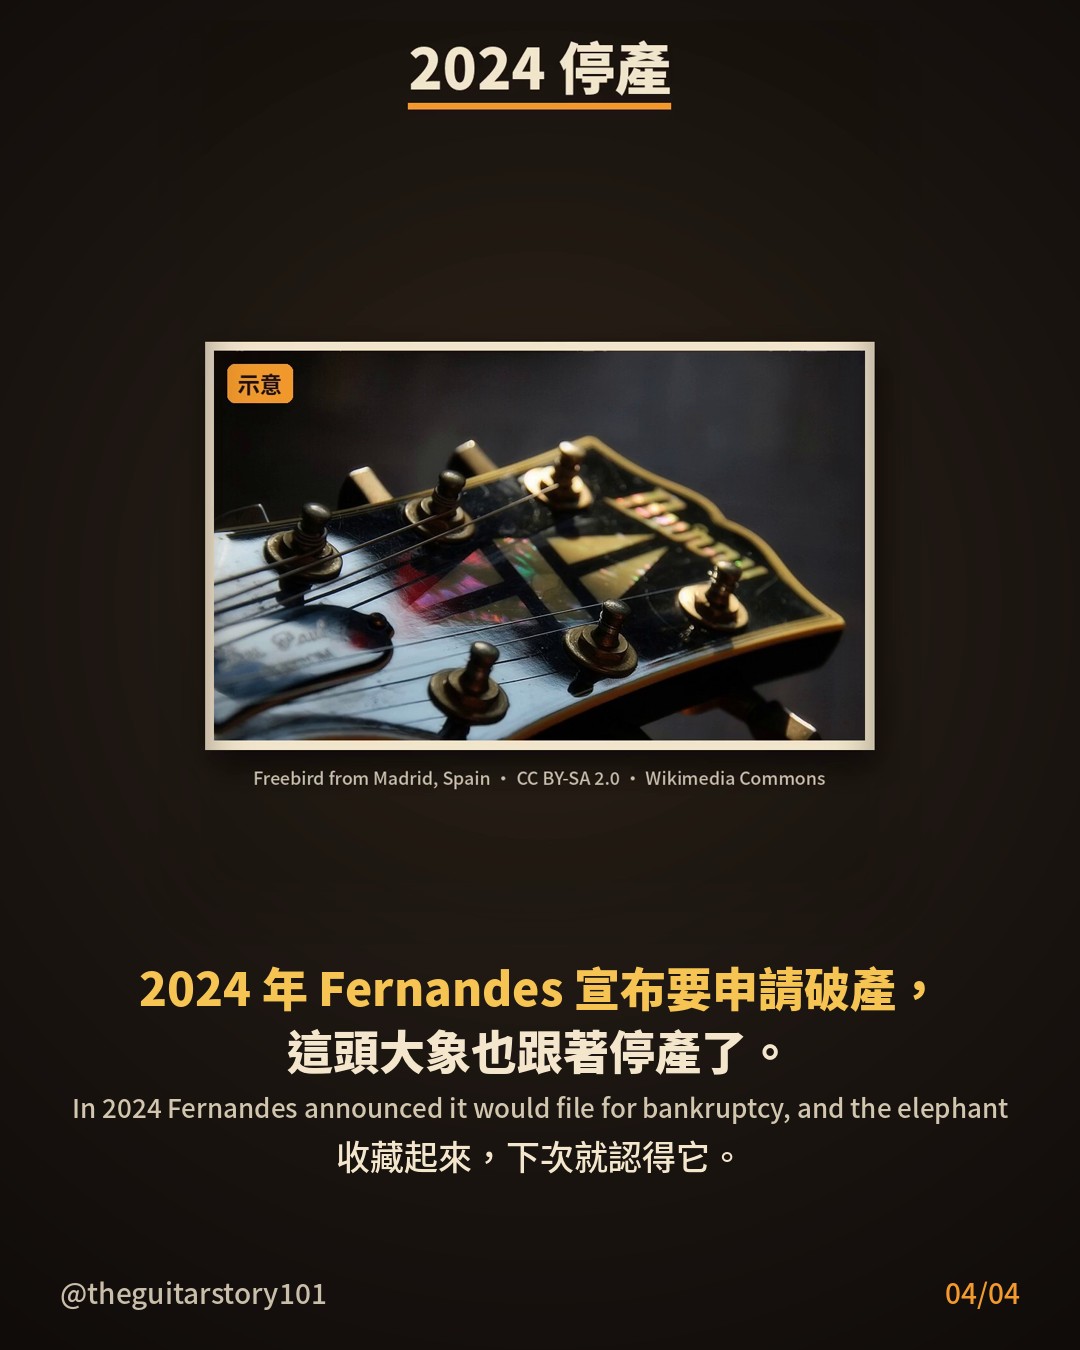 2024 停產
示意
Freebird from Madrid, Spain • CC BY-SA 2.0 • Wikimedia Commons
2024 年 Fernandes 宣布要申請破產，
這頭大象也跟著停產了。
In 2024 Fernandes announced it would file for bankruptcy, and the elephant
收藏起來，下次就認得它。
@theguitarstory101
04/04